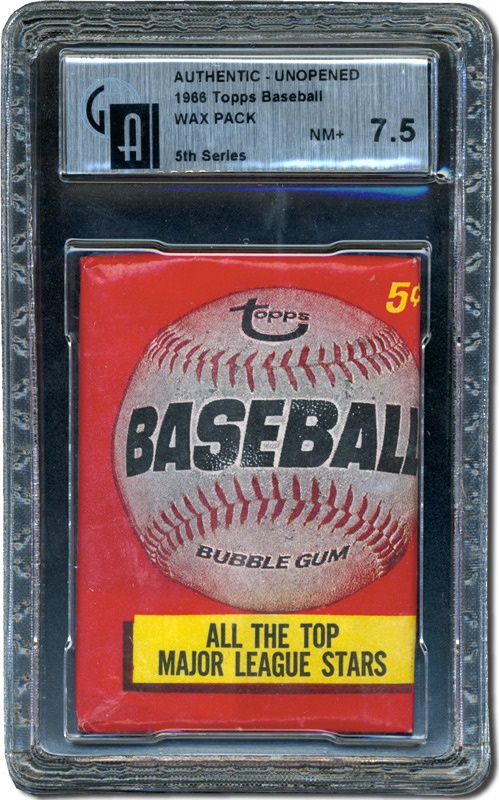 AUTHENTIC - UNOPENED
1966 Topps Baseball
WAX PACK
NM+ 7.5
5th Series
GAI
5¢
Topps
BASEBALL
BUBBLE GUM
ALL THE TOP
MAJOR LEAGUE STARS